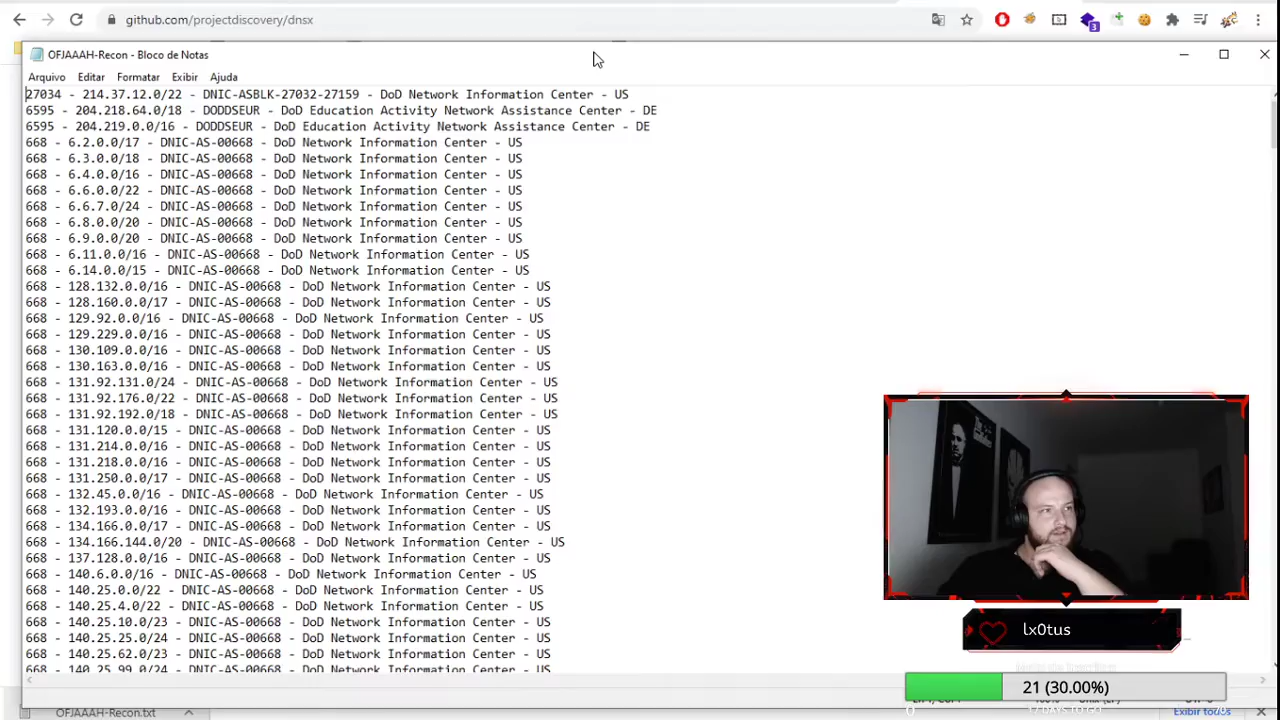 github.com/projectdiscovery/dnsx
3
OFJAAAH-Recon - Bloco de Notas
Arquivo Editar Formatar Exibir Ajuda
27034 - 214.37.12.0/22 - DNIC-ASBLK-27032-27159 - DoD Network Information Center - US
6595 - 204.218.64.0/18 - DODDSEUR - DoD Education Activity Network Assistance Center - DE
6595 - 204.219.0.0/16 - DODDSEUR - DoD Education Activity Network Assistance Center - DE
668 - 6.2.0.0/17 - DNIC-AS-00668 - DoD Network Information Center - US
668 - 6.3.0.0/18 - DNIC-AS-00668 - DoD Network Information Center - US
668 - 6.4.0.0/16 - DNIC-AS-00668 - DoD Network Information Center - US
668 - 6.6.0.0/22 - DNIC-AS-00668 - DoD Network Information Center - US
668 - 6.6.7.0/24 - DNIC-AS-00668 - DoD Network Information Center - US
668 - 6.8.0.0/20 - DNIC-AS-00668 - DoD Network Information Center - US
668 - 6.9.0.0/20 - DNIC-AS-00668 - DoD Network Information Center - US
668 - 6.11.0.0/16 - DNIC-AS-00668 - DoD Network Information Center - US
668 - 6.14.0.0/15 - DNIC-AS-00668 - DoD Network Information Center - US
668 - 128.132.0.0/16 - DNIC-AS-00668 - DoD Network Information Center - US
668 - 128.160.0.0/17 - DNIC-AS-00668 - DoD Network Information Center - US
668 - 129.92.0.0/16 - DNIC-AS-00668 - DoD Network Information Center - US
668 - 129.229.0.0/16 - DNIC-AS-00668 - DoD Network Information Center - US
668 - 130.109.0.0/16 - DNIC-AS-00668 - DoD Network Information Center - US
668 - 130.163.0.0/16 - DNIC-AS-00668 - DoD Network Information Center - US
668 - 131.92.131.0/24 - DNIC-AS-00668 - DoD Network Information Center - US
668 - 131.92.176.0/22 - DNIC-AS-00668 - DoD Network Information Center - US
668 - 131.92.192.0/18 - DNIC-AS-00668 - DoD Network Information Center - US
668 - 131.120.0.0/15 - DNIC-AS-00668 - DoD Network Information Center - US
668 - 131.214.0.0/16 - DNIC-AS-00668 - DoD Network Information Center - US
668 - 131.218.0.0/16 - DNIC-AS-00668 - DoD Network Information Center - US
668 - 131.250.0.0/17 - DNIC-AS-00668 - DoD Network Information Center - US
668 - 132.45.0.0/16 - DNIC-AS-00668 - DoD Network Information Center - US
668 - 132.193.0.0/16 - DNIC-AS-00668 - DoD Network Information Center - US
668 - 134.166.0.0/17 - DNIC-AS-00668 - DoD Network Information Center - US
668 - 134.166.144.0/20 - DNIC-AS-00668 - DoD Network Information Center - US
668 - 137.128.0.0/16 - DNIC-AS-00668 - DoD Network Information Center - US
668 - 140.6.0.0/16 - DNIC-AS-00668 - DoD Network Information Center - US
668 - 140.25.0.0/22 - DNIC-AS-00668 - DoD Network Information Center - US
668 - 140.25.4.0/22 - DNIC-AS-00668 - DoD Network Information Center - US
668 - 140.25.10.0/23 - DNIC-AS-00668 - DoD Network Information Center - US
668 - 140.25.25.0/24 - DNIC-AS-00668 - DoD Network Information Center - US
668 - 140.25.62.0/23 - DNIC-AS-00668 - DoD Network Information Center - US
668 - 140.25.99.0/24 - DNIC-AS-00668 - DoD Network Information Center - US
lx0tus
21 (30.00%)
OFJAAAH-Recon.txt
Exibir todos